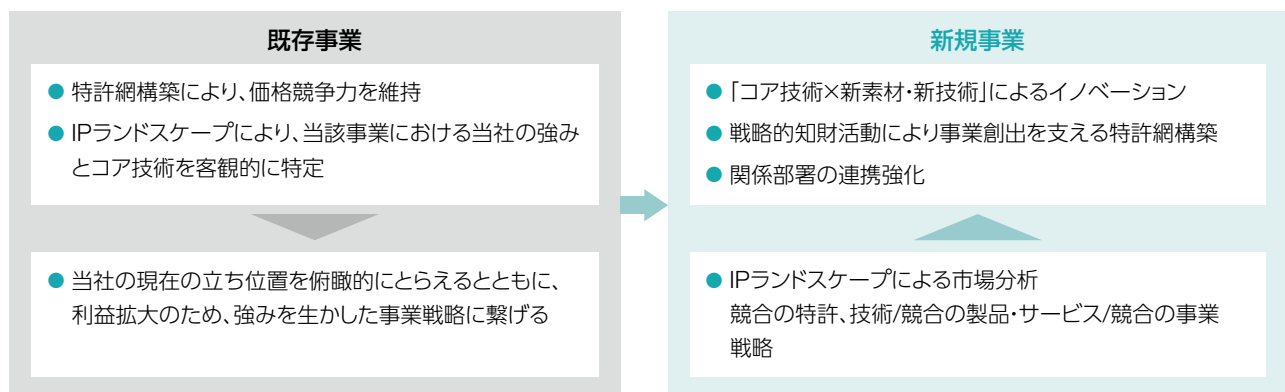 既存事業
● 特許網構築により、価格競争力を維持
● IPランドスケープにより、当該事業における当社の強み
とコア技術を客観的に特定
● 当社の現在の立ち位置を俯瞰的にとらえるとともに、
利益拡大のため、強みを生かした事業戦略に繋げる
新規事業
● 「コア技術×新素材・新技術」によるイノベーション
● 戦略的知財活動により事業創出を支える特許網構築
● 関係部署の連携強化
● IPランドスケープによる市場分析
競合の特許、技術/競合の製品・サービス/競合の事業
戦略